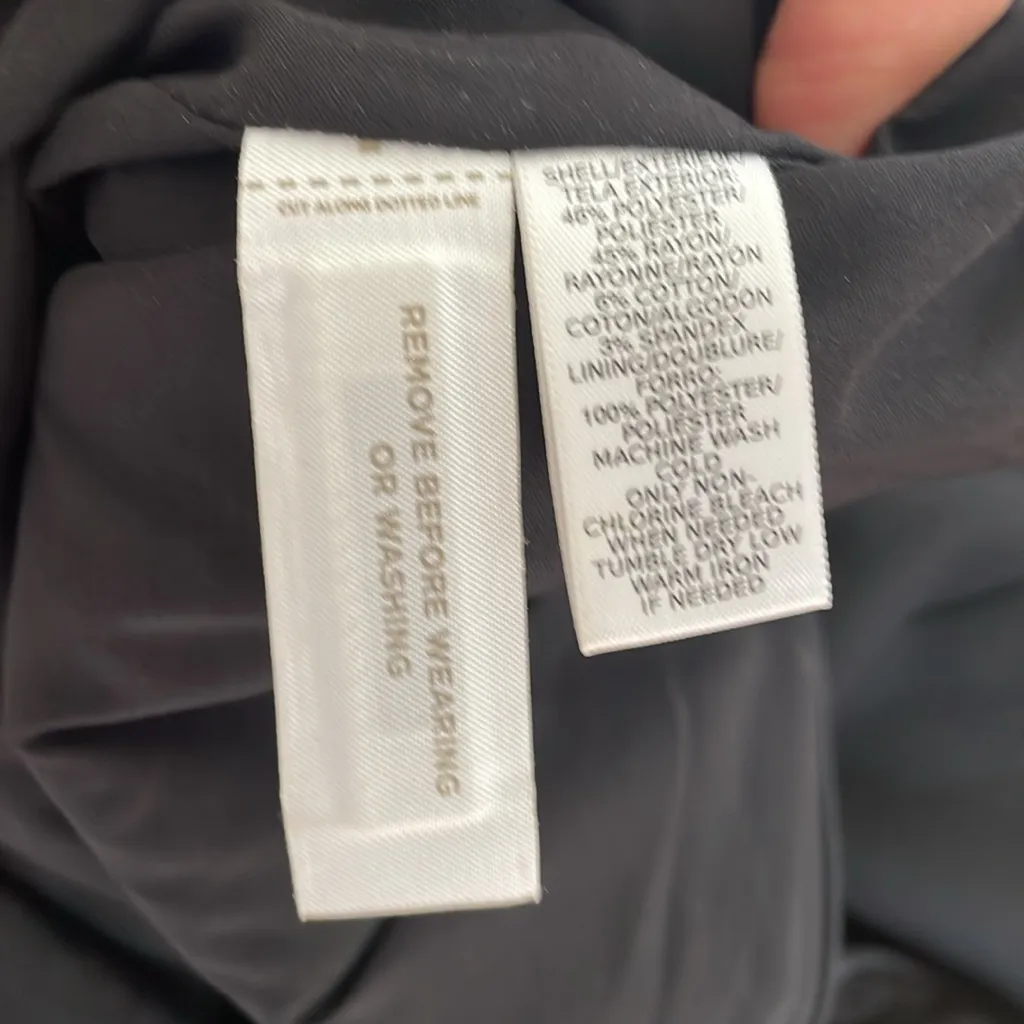 CUT ALONG DOTTED LINE
REMOVE BEFORE WEARING
OR WASHING
SHELL/EXTERIEUR/
TELA EXTERIOR:
46% POLYESTER/
POLIESTER
45% RAYON/
RAYONNE/RAYON
6% COTTON/
COTON/ALGODON
3% SPANDEX
LINING/DOUBLURE/
FORRO:
100% POLYESTER/
POLIESTER
MACHINE WASH
COLD
ONLY NON-
CHLORINE BLEACH
WHEN NEEDED
TUMBLE DRY LOW
WARM IRON
IF NEEDED